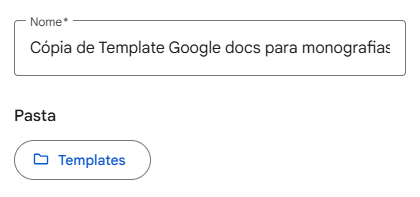 Nome*
Cópia de Template Google docs para monografias
Pasta
Templates